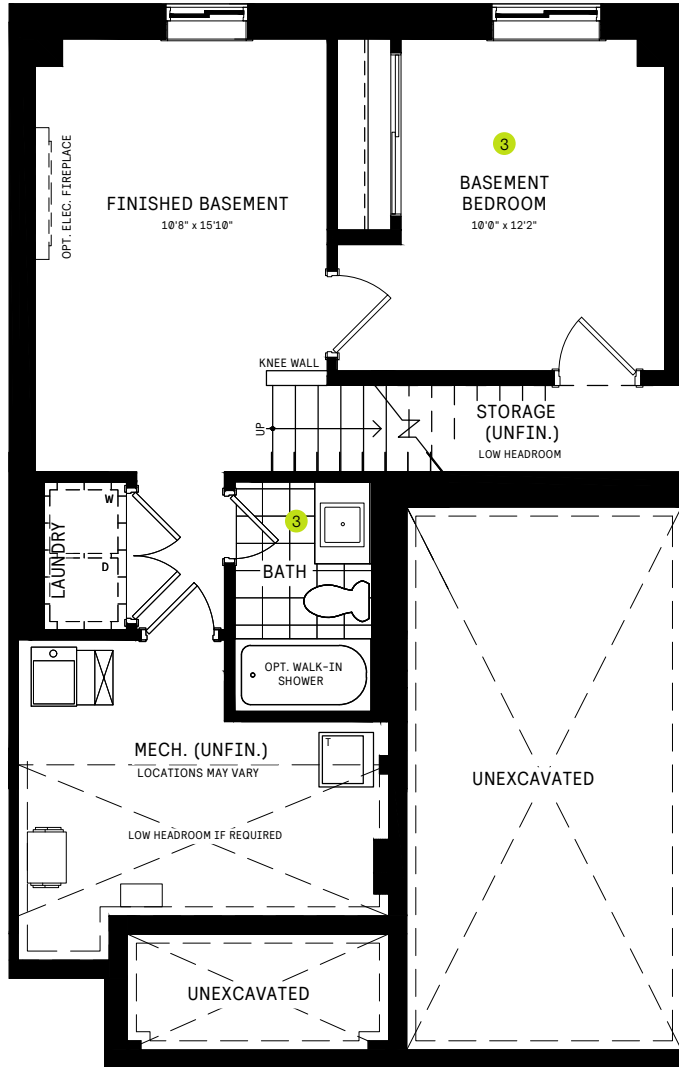 3
BASEMENT
BEDROOM
10'0" x 12'2"
FINISHED BASEMENT
10'8" x 15'10"
OPT. ELEC. FIREPLACE
KNEE WALL
UP
STORAGE
(UNFIN.)
LOW HEADROOM
W
D
LAUNDRY
3
BATH
OPT. WALK-IN
SHOWER
MECH. (UNFIN.)
LOCATIONS MAY VARY
T
LOW HEADROOM IF REQUIRED
UNEXCAVATED
UNEXCAVATED